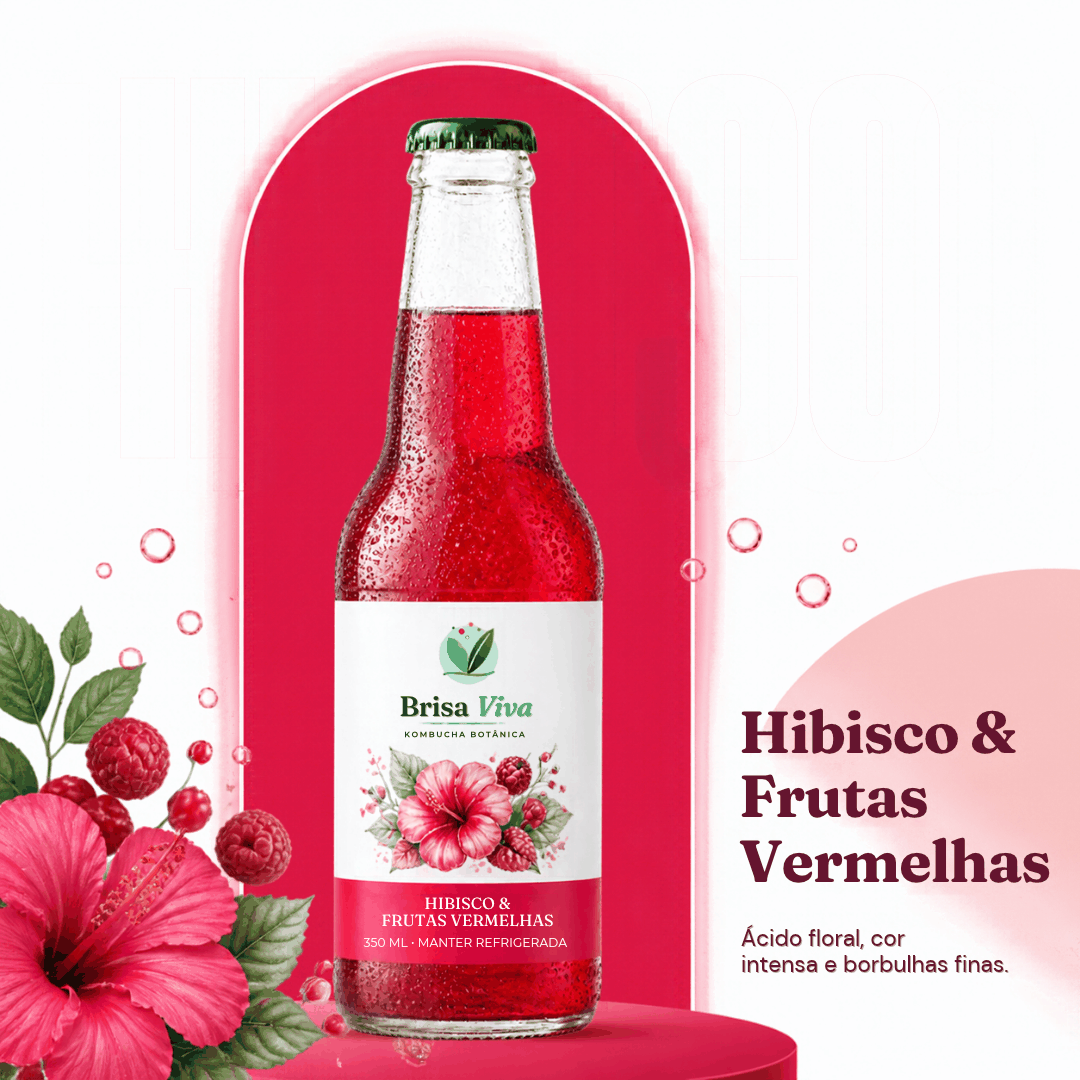 Brisa Viva
KOMBUCHA BOTÂNICA
HIBISCO &
FRUTAS VERMELHAS
350 ML · MANTER REFRIGERADA
Hibisco &
Frutas
Vermelhas
Ácido floral, cor
intensa e borbulhas finas.